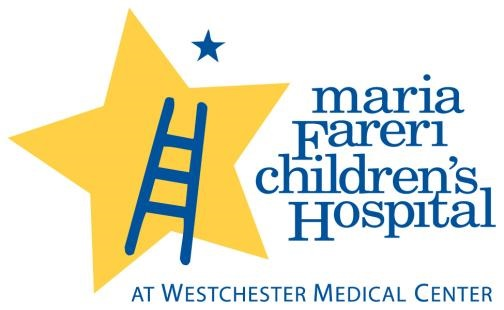 maria
Fareri
children's
Hospital
AT WESTCHESTER MEDICAL CENTER